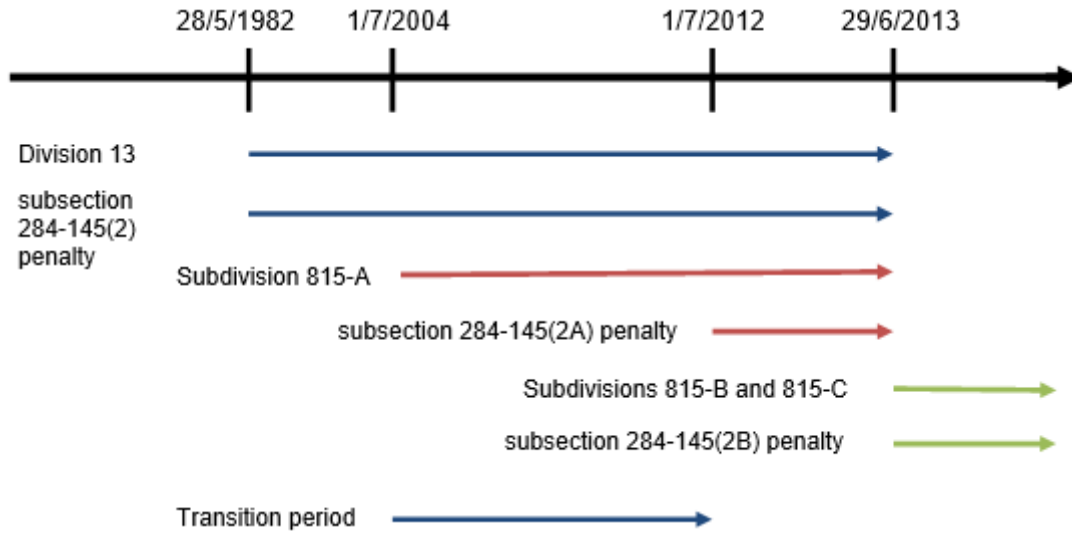 28/5/1982 1/7/2004 1/7/2012 29/6/2013
Division 13
subsection
284-145(2)
penalty
Subdivision 815-A
subsection 284-145(2A) penalty
Subdivisions 815-B and 815-C
subsection 284-145(2B) penalty
Transition period